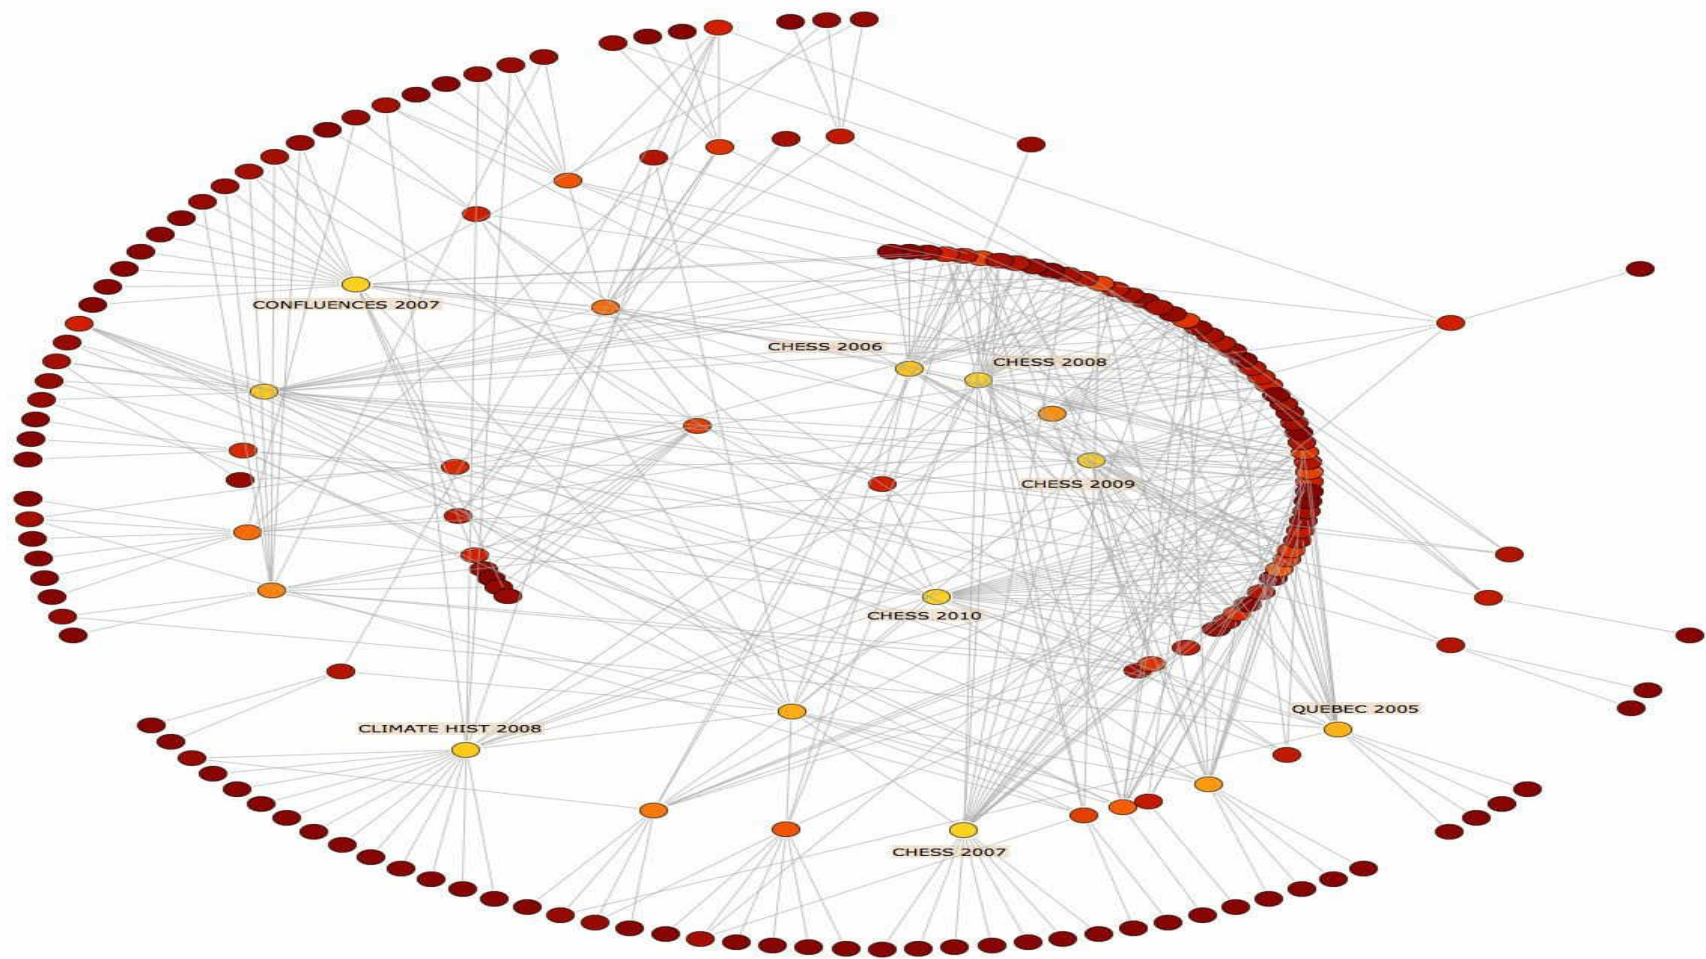 CONFLUENCES 2007
CHESS 2006
CHESS 2008
CHESS 2009
CHESS 2010
QUEBEC 2005
CLIMATE HIST 2008
CHESS 2007